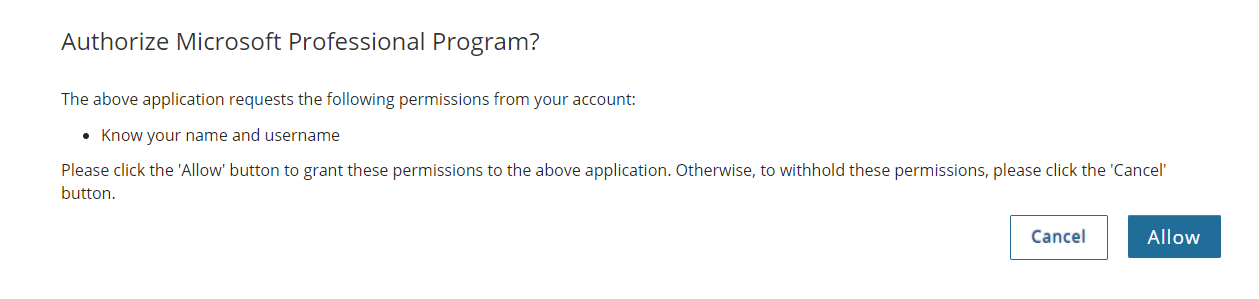 Authorize Microsoft Professional Program?
The above application requests the following permissions from your account:
• Know your name and username
Please click the 'Allow' button to grant these permissions to the above application. Otherwise, to withhold these permissions, please click the 'Cancel'
button.
Cancel Allow